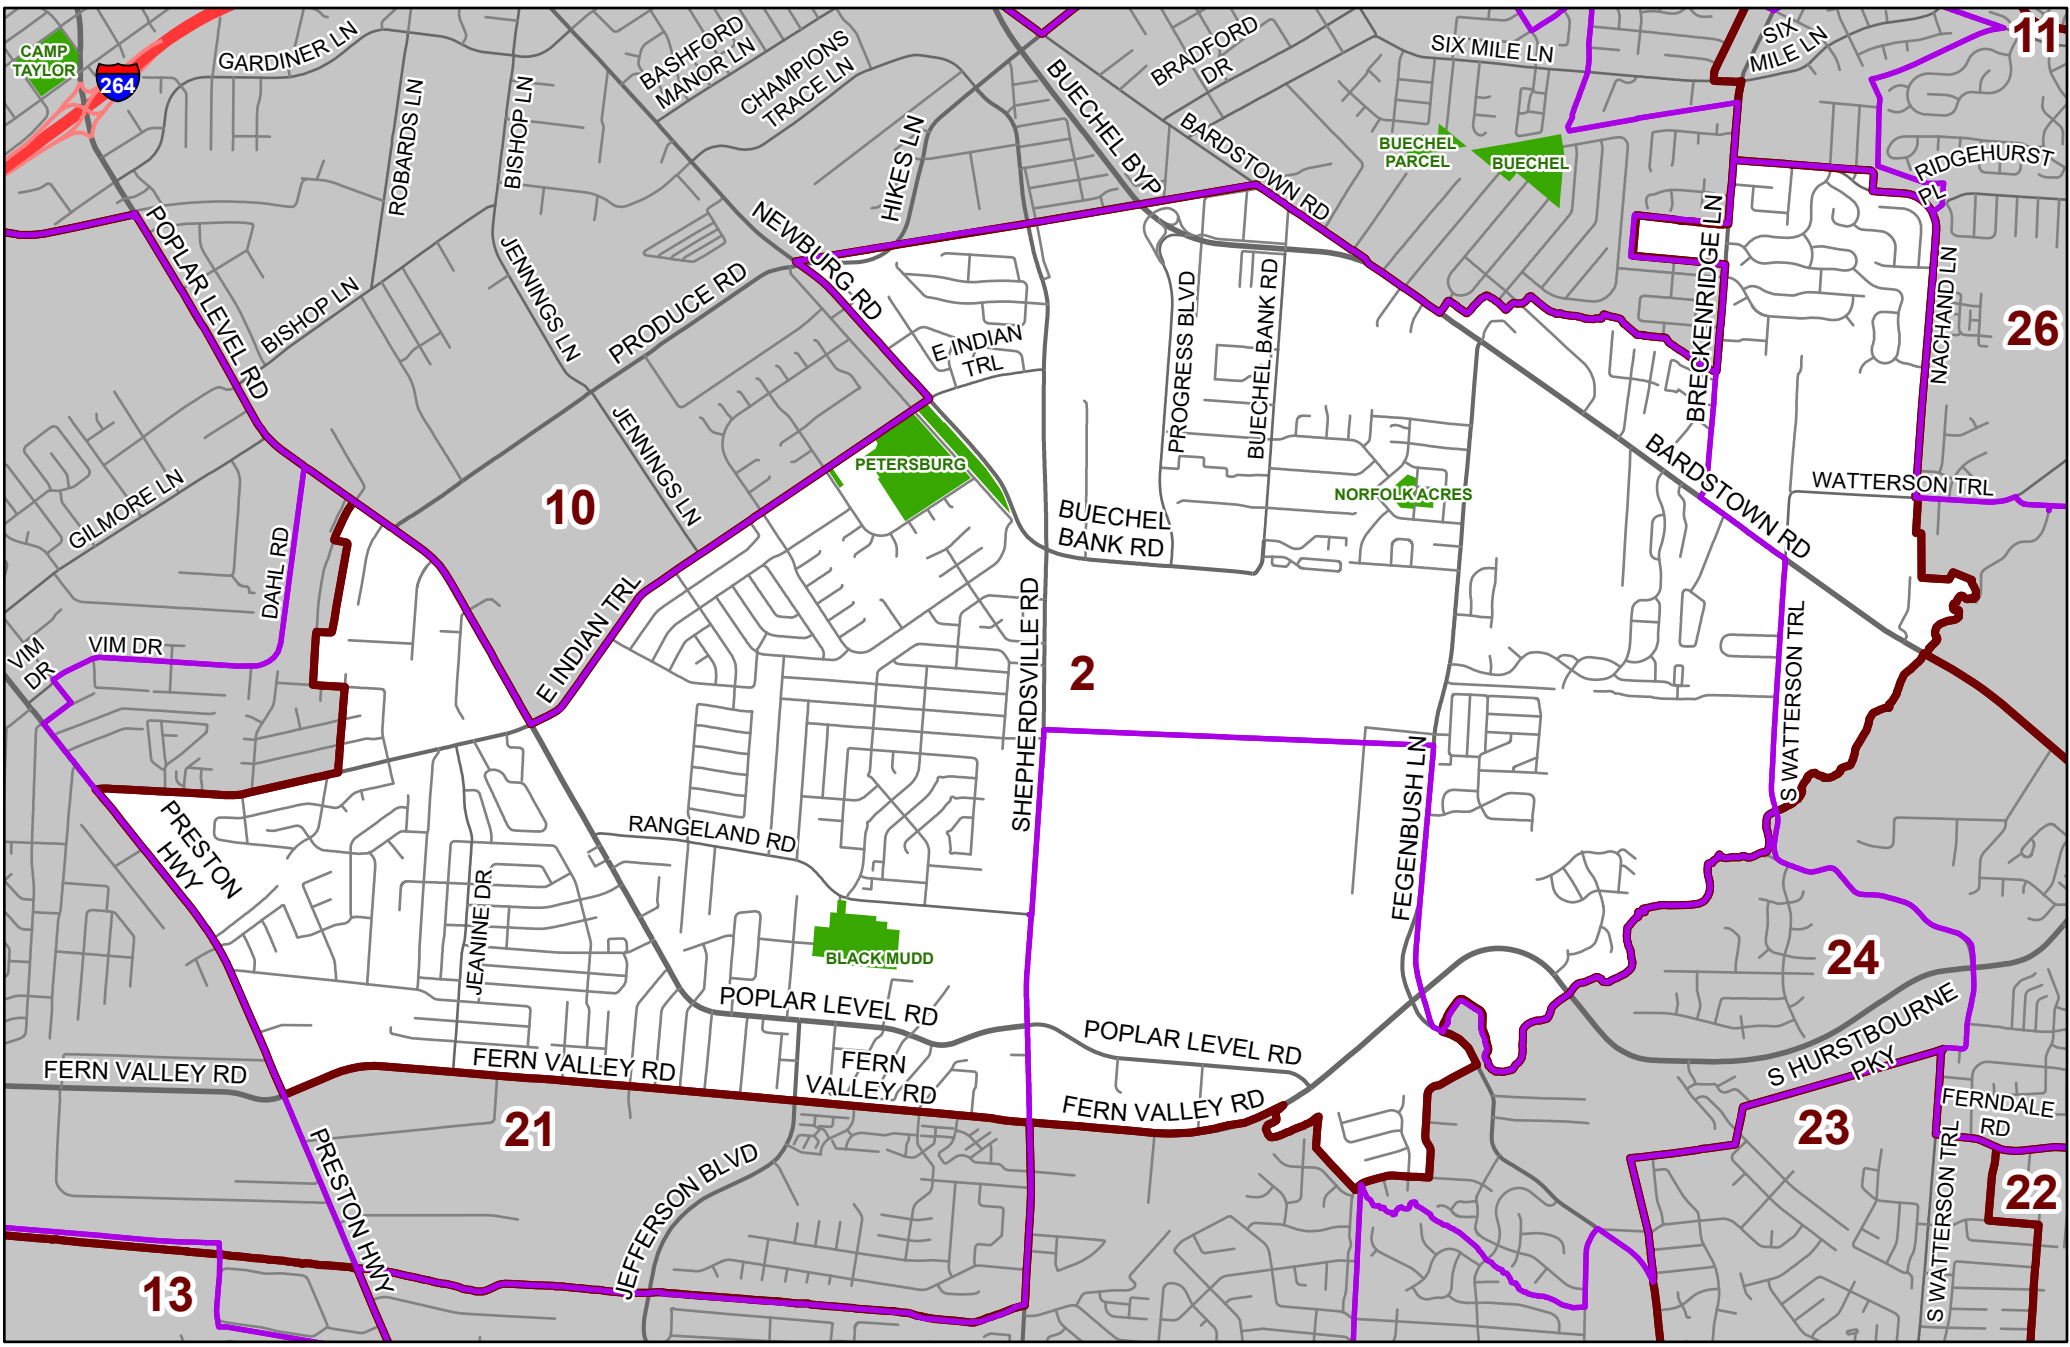 CAMP
TAYLOR
264
GARDINER LN
ROBARDS LN
BISHOP LN
BASHFORD
MANOR LN
CHAMPIONS
TRACE LN
BUECHEL BYP
BRADFORD
DR
SIX MILE LN
SIX
MILE LN
11
BARDSTOWN RD
BUECHEL
PARCEL
BUECHEL
RIDGEHURST
PL
HIKES LN
POPLAR LEVEL RD
JENNINGS LN
NEWBURG RD
PRODUCE RD
BISHOP LN
BRECKENRIDGE LN
NACHAND LN
26
E INDIAN
TRL
PROGRESS BLVD
BUECHEL BANK RD
JENNINGS LN
PETERSBURG
NORFOLK ACRES
BARDSTOWN RD
WATTERSON TRL
GILMORE LN
10
BUECHEL
BANK RD
DAHL RD
E INDIAN TRL
SHEPHERDSVILLE RD
2
S WATTERSON TRL
VIM
DR
VIM DR
PRESTON
HWY
RANGELAND RD
FEGENBUSH LN
JEANINE DR
BLACK MUDD
24
POPLAR LEVEL RD
POPLAR LEVEL RD
S HURSTBOURNE
PKY
FERN VALLEY RD
FERN VALLEY RD
FERN
VALLEY RD
FERN VALLEY RD
21
23
FERNDALE
RD
PRESTON HWY
JEFFERSON BLVD
S WATTERSON TRL
22
13